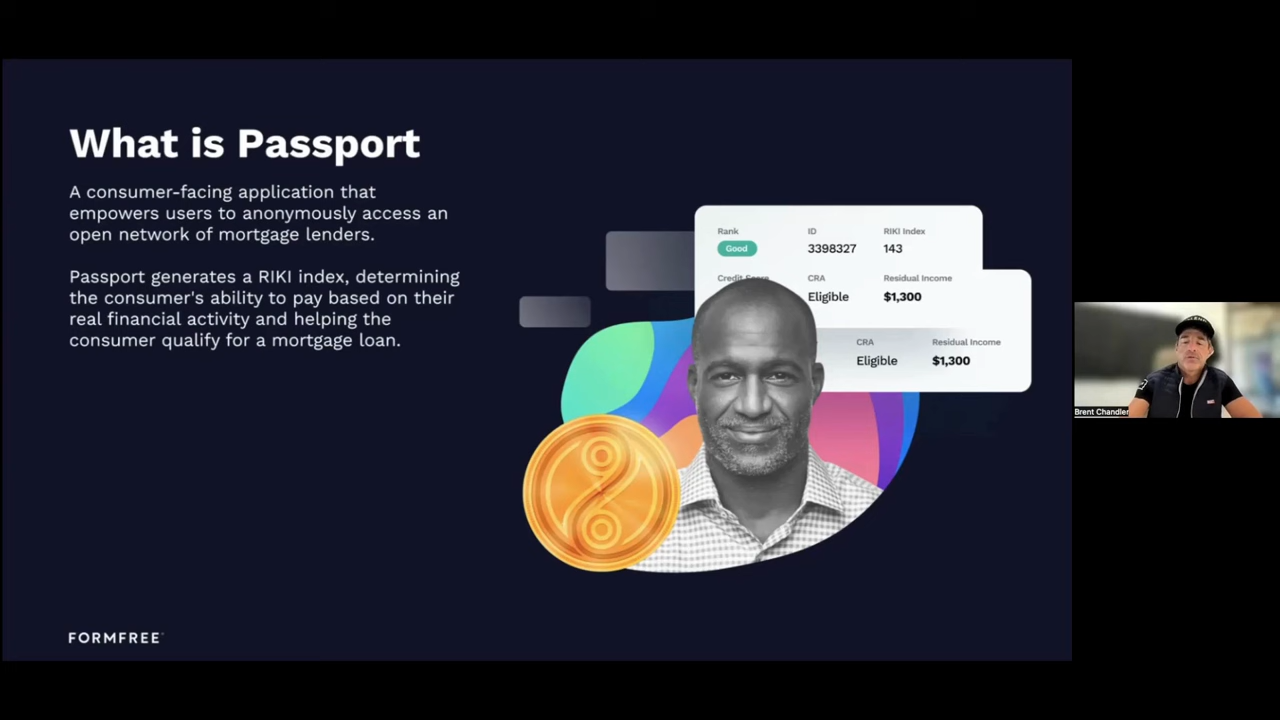 What is Passport
A consumer-facing application that
empowers users to anonymously access an
open network of mortgage lenders.
Passport generates a RIKI index, determining
the consumer's ability to pay based on their
real financial activity and helping the
consumer qualify for a mortgage loan.
Rank ID RIKI Index
Good 3398327 143
Credit Score CRA Residual Income
Eligible $1,300
CRA Residual Income
Eligible $1,300
Brent Chandler
FORMFREE